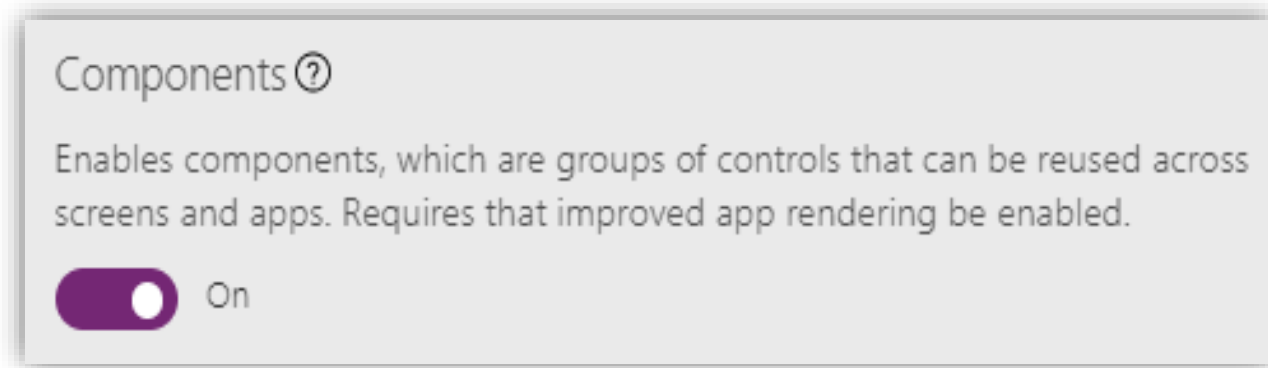 Components ?
Enables components, which are groups of controls that can be reused across
screens and apps. Requires that improved app rendering be enabled.
On